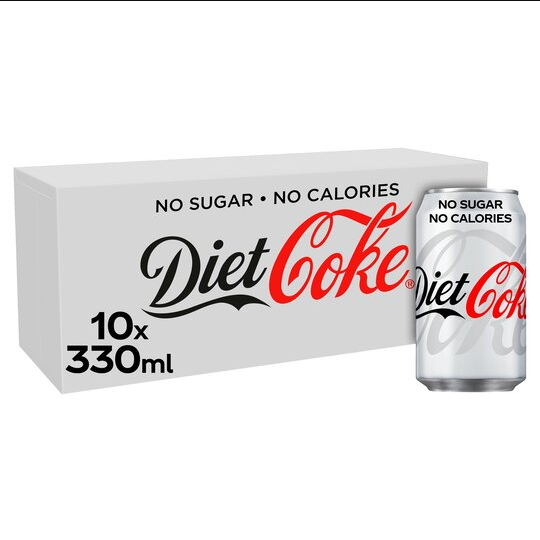 NO SUGAR • NO CALORIES
Diet Coke®
10x
330ml
NO SUGAR
NO CALORIES
Diet Coke